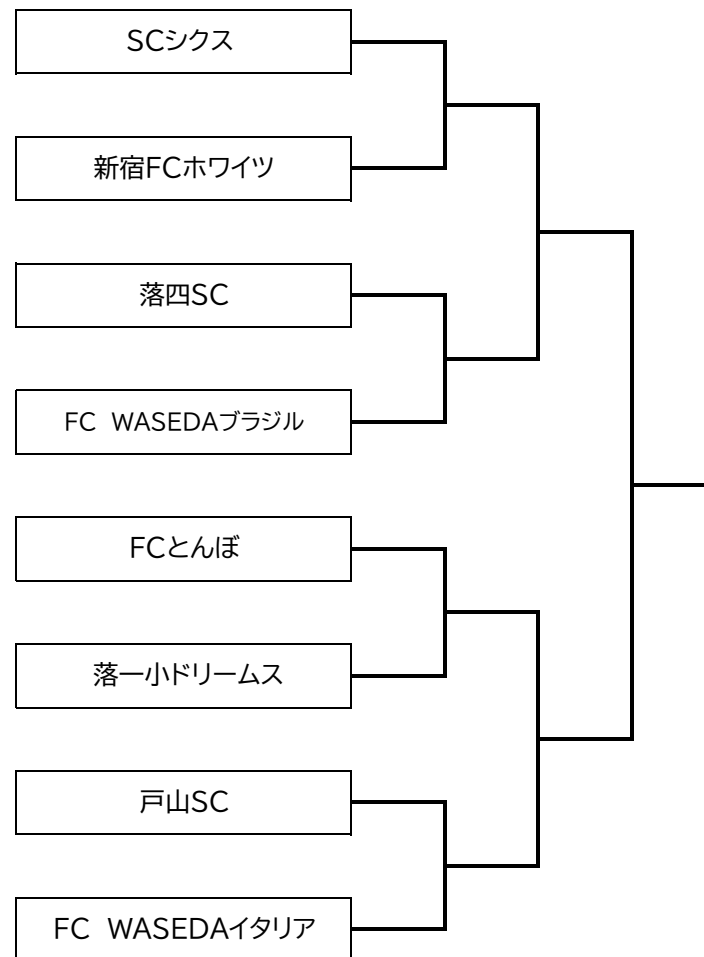 SCシクス
新宿FCホワイツ
落四SC
FC　WASEDAブラジル
FCとんぼ
落一小ドリームス
戸山SC
FC　WASEDAイタリア